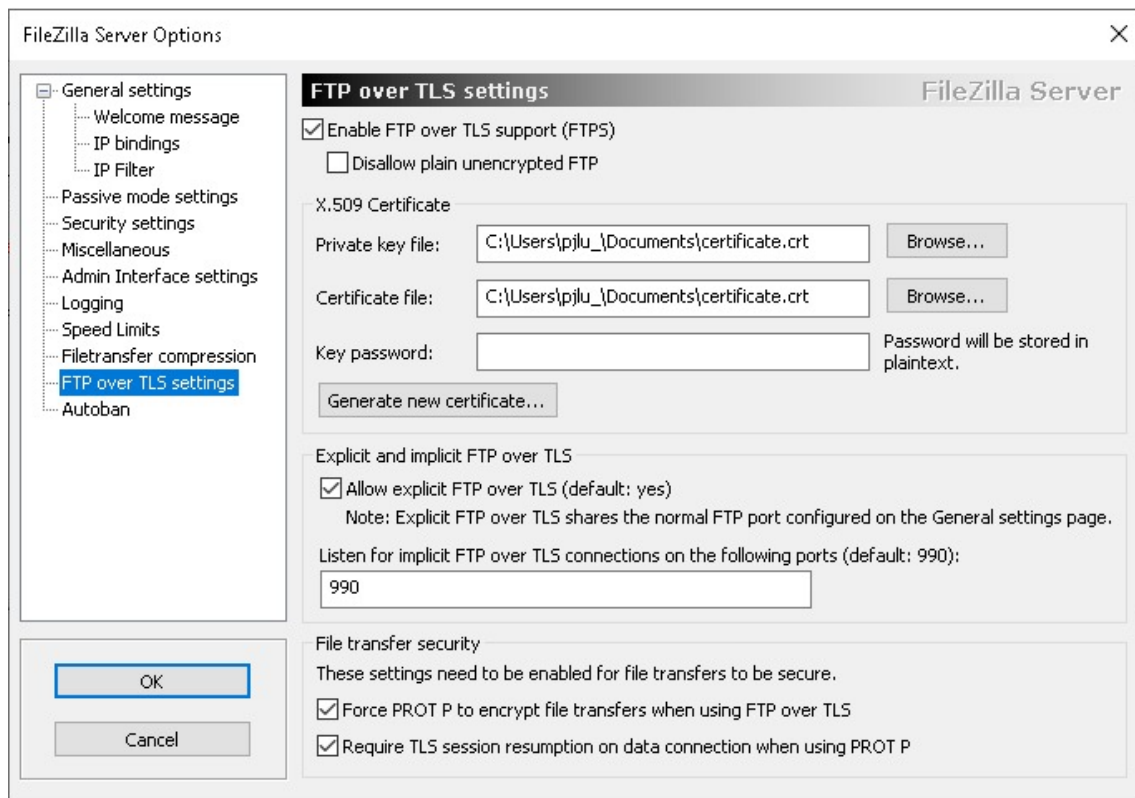 FileZilla Server Options
General settings
Welcome message
IP bindings
IP Filter
Passive mode settings
Security settings
Miscellaneous
Admin Interface settings
Logging
Speed Limits
Filetransfer compression
FTP over TLS settings
Autoban
OK
Cancel
FTP over TLS settings
FileZilla Server
Enable FTP over TLS support (FTPS)
Disallow plain unencrypted FTP
X.509 Certificate
Private key file: C:\Users\pjlu_\Documents\certificate.crt Browse...
Certificate file: C:\Users\pjlu_\Documents\certificate.crt Browse...
Key password:
Password will be stored in
plaintext.
Generate new certificate...
Explicit and implicit FTP over TLS
Allow explicit FTP over TLS (default: yes)
Note: Explicit FTP over TLS shares the normal FTP port configured on the General settings page.
Listen for implicit FTP over TLS connections on the following ports (default: 990):
990
File transfer security
These settings need to be enabled for file transfers to be secure.
Force PROT P to encrypt file transfers when using FTP over TLS
Require TLS session resumption on data connection when using PROT P